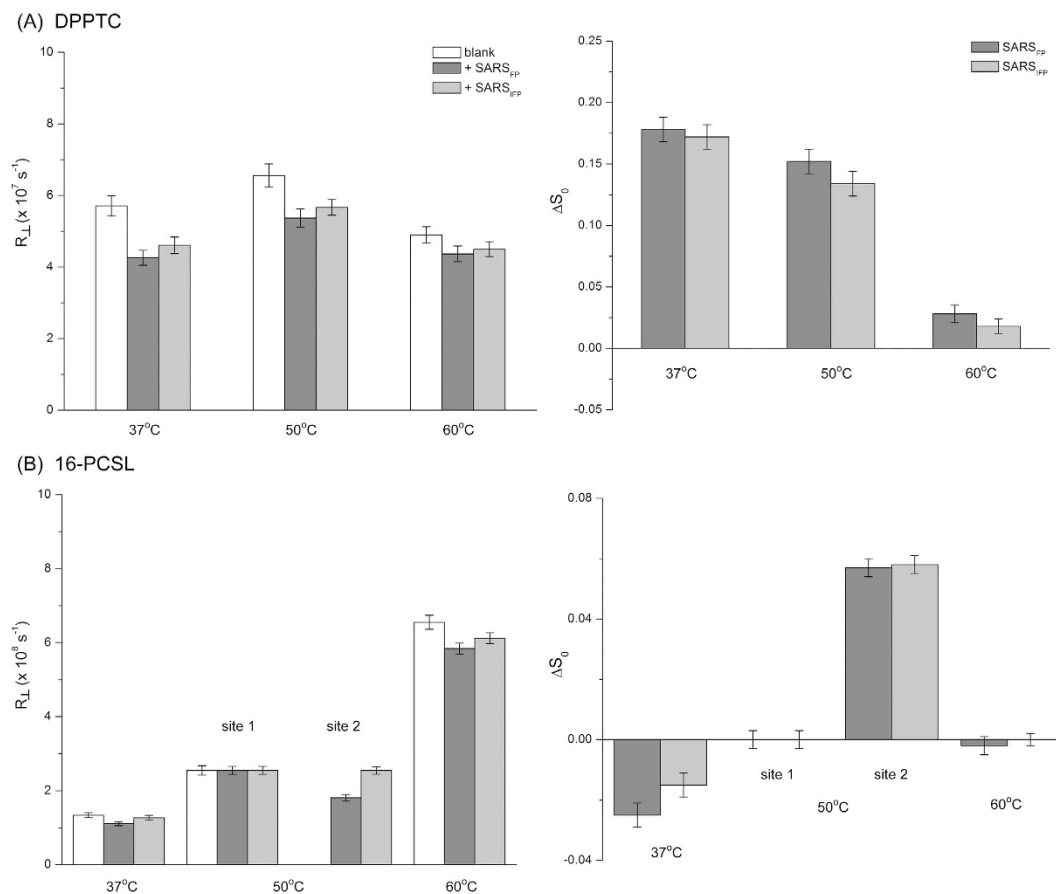 (A) DPPTC
10
8
6
4
2
0
R⊥ (x 10⁷ s⁻¹)
blank
+ SARS_FP
+ SARS_IFP
37°C 50°C 60°C
0.25
0.20
0.15
0.10
0.05
0.00
-0.05
ΔS₀
SARS_FP
SARS_IFP
37°C 50°C 60°C
(B) 16-PCSL
10
8
6
4
2
0
R⊥ (x 10⁸ s⁻¹)
site 1 site 2
37°C 50°C 60°C
0.08
0.04
0.00
-0.04
ΔS₀
site 1 site 2
50°C 60°C
37°C